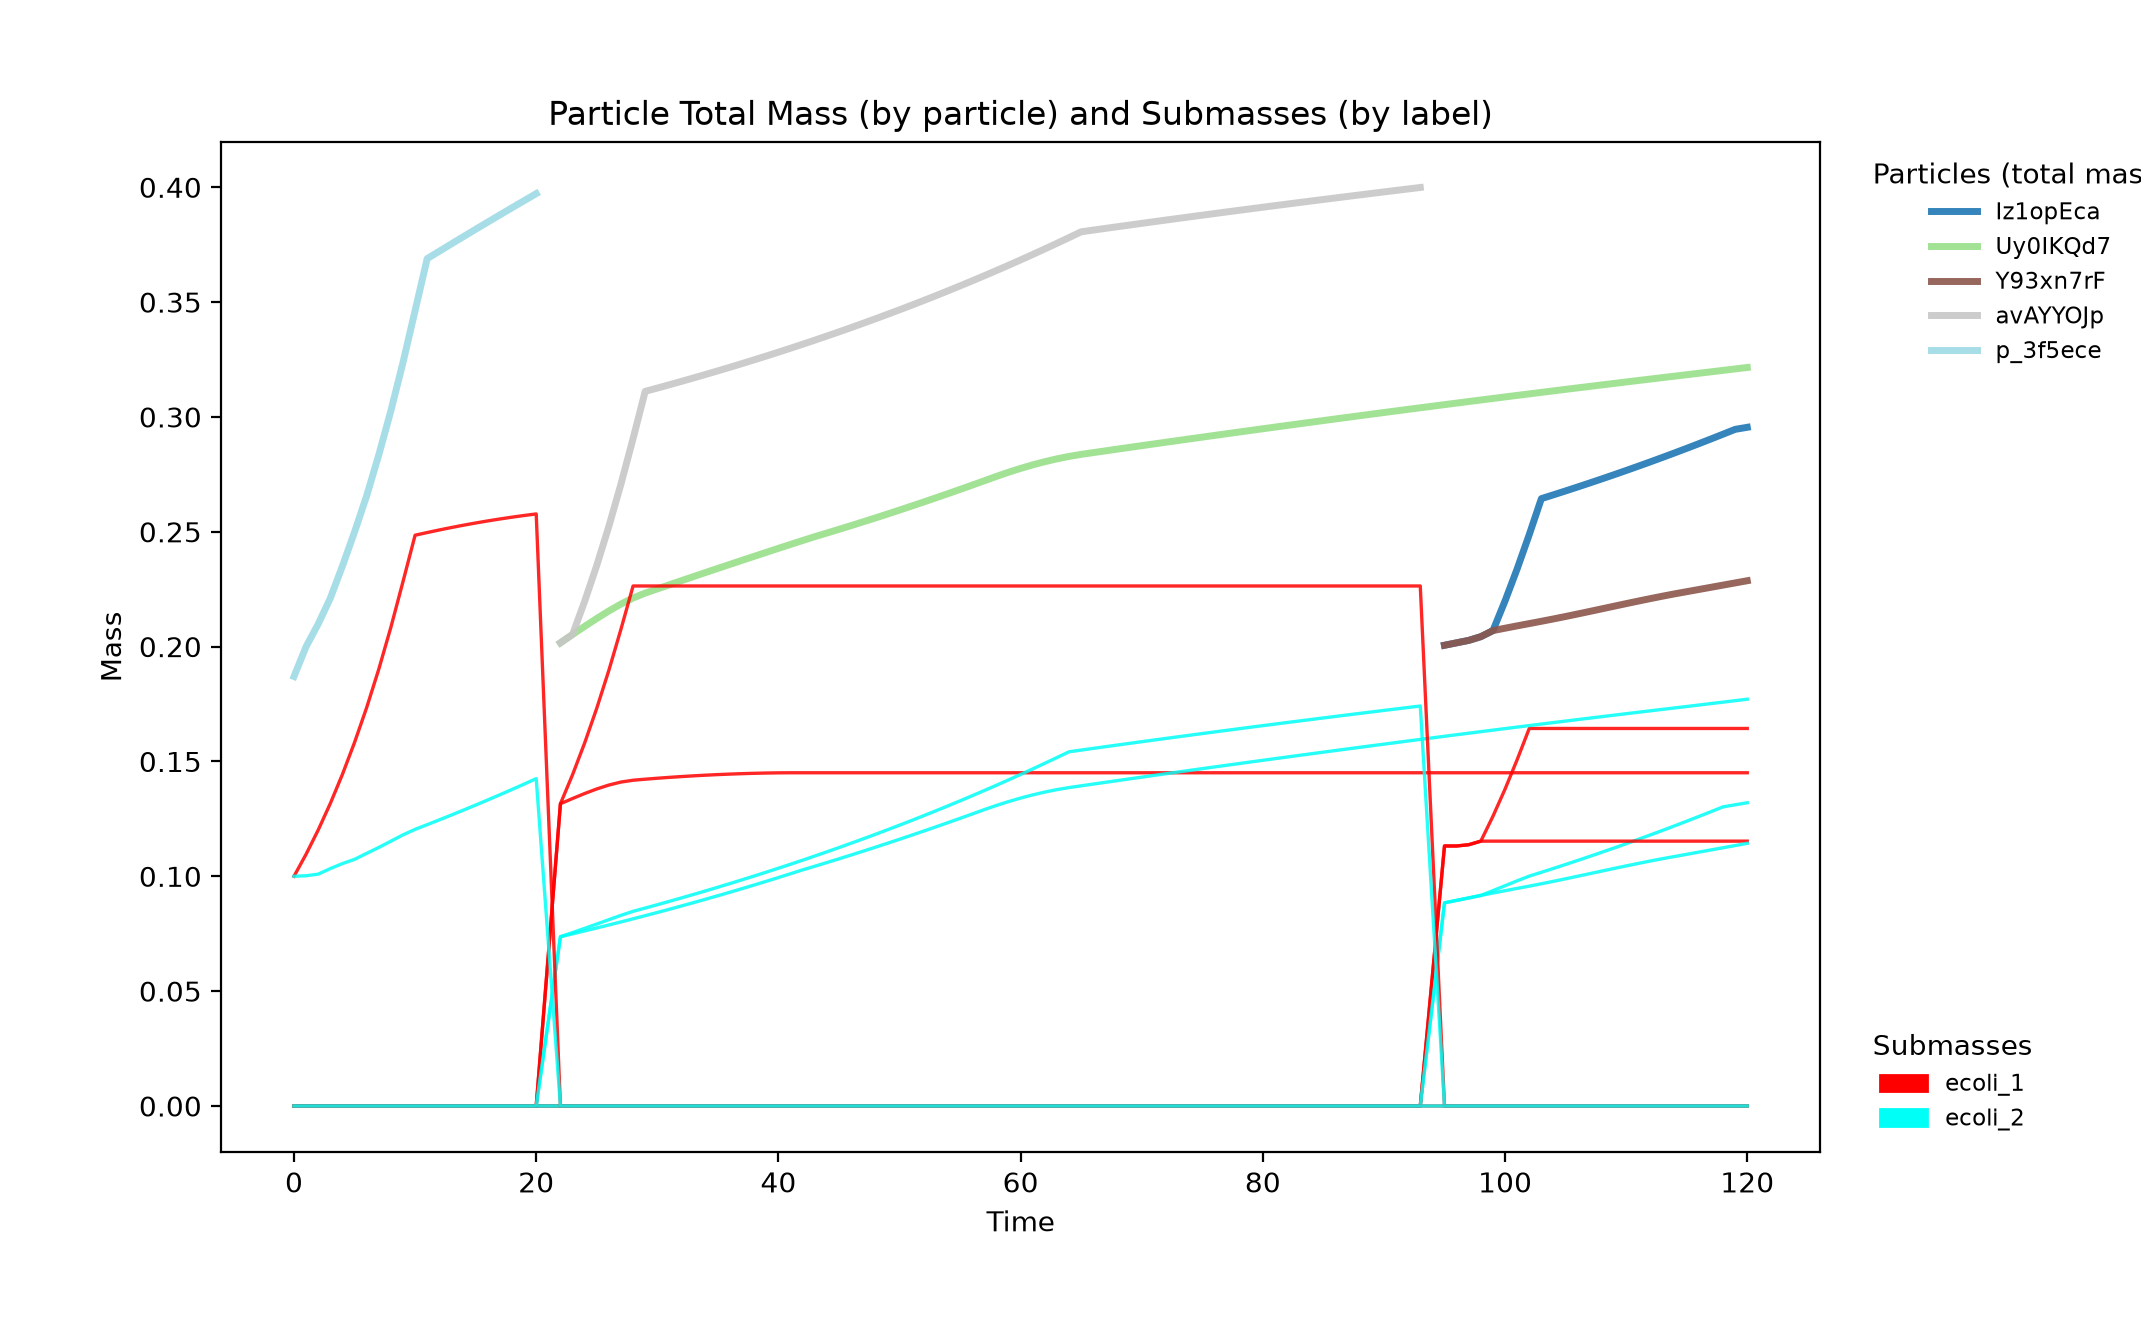 Particle Total Mass (by particle) and Submasses (by label)
Particles (total mas
Iz1opEca
Uy0IKQd7
Y93xn7rF
avAYYOJp
p_3f5ece
0.40
0.35
0.30
0.25
0.20
0.15
0.10
0.05
0.00
Mass
0 20 40 60 80 100 120
Time
Submasses
ecoli_1
ecoli_2